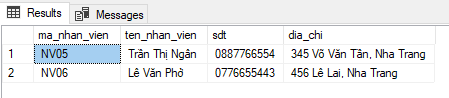 Results Messages
ma_nhan_vien ten_nhan_vien sdt dia_chi
1 NV05 Trần Thị Ngân 0887766554 345 Võ Văn Tần, Nha Trang
2 NV06 Lê Văn Phở 0776655443 456 Lê Lai, Nha Trang